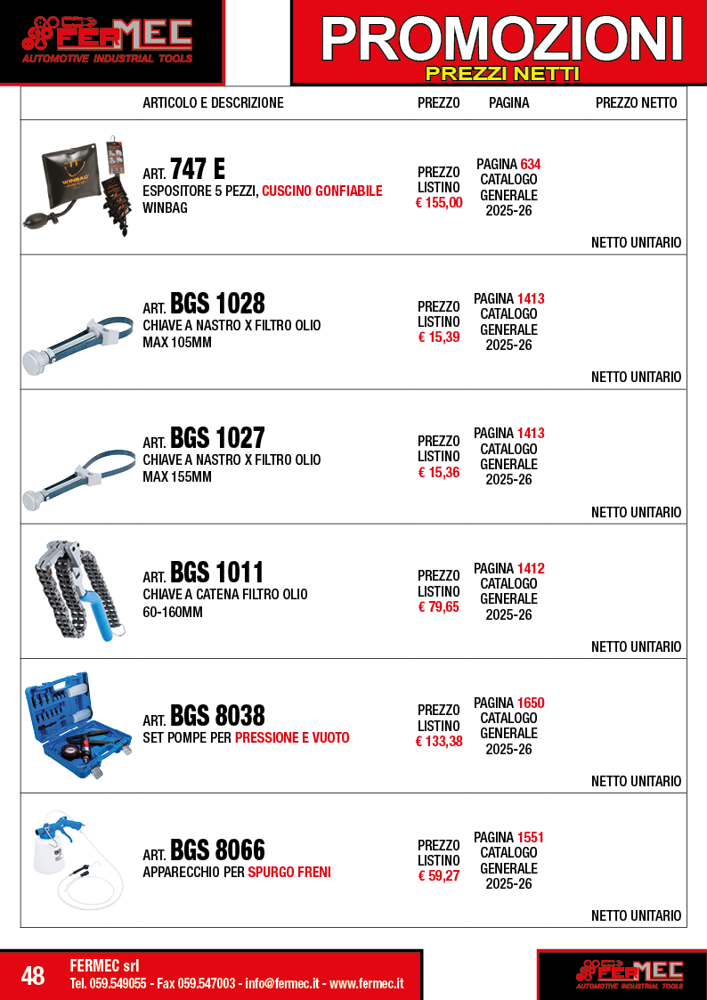 FERMEC
AUTOMOTIVE INDUSTRIAL TOOLS
PROMOZIONI
PREZZI NETTI
ARTICOLO E DESCRIZIONE PREZZO PAGINA PREZZO NETTO
WINBAG
ART. 747 E
ESPOSITORE 5 PEZZI, CUSCINO GONFIABILE
WINBAG
PREZZO
LISTINO
€ 155,00
PAGINA 634
CATALOGO
GENERALE
2025-26
NETTO UNITARIO
ART. BGS 1028
CHIAVE A NASTRO X FILTRO OLIO
MAX 105MM
PREZZO
LISTINO
€ 15,39
PAGINA 1413
CATALOGO
GENERALE
2025-26
NETTO UNITARIO
ART. BGS 1027
CHIAVE A NASTRO X FILTRO OLIO
MAX 155MM
PREZZO
LISTINO
€ 15,36
PAGINA 1413
CATALOGO
GENERALE
2025-26
NETTO UNITARIO
ART. BGS 1011
CHIAVE A CATENA FILTRO OLIO
60-160MM
PREZZO
LISTINO
€ 79,65
PAGINA 1412
CATALOGO
GENERALE
2025-26
NETTO UNITARIO
ART. BGS 8038
SET POMPE PER PRESSIONE E VUOTO
PREZZO
LISTINO
€ 133,38
PAGINA 1650
CATALOGO
GENERALE
2025-26
NETTO UNITARIO
ART. BGS 8066
APPARECCHIO PER SPURGO FRENI
PREZZO
LISTINO
€ 59,27
PAGINA 1551
CATALOGO
GENERALE
2025-26
NETTO UNITARIO
48
FERMEC srl
Tel. 059.549055 - Fax 059.547003 - info@fermec.it - www.fermec.it
FERMEC
AUTOMOTIVE INDUSTRIAL TOOLS